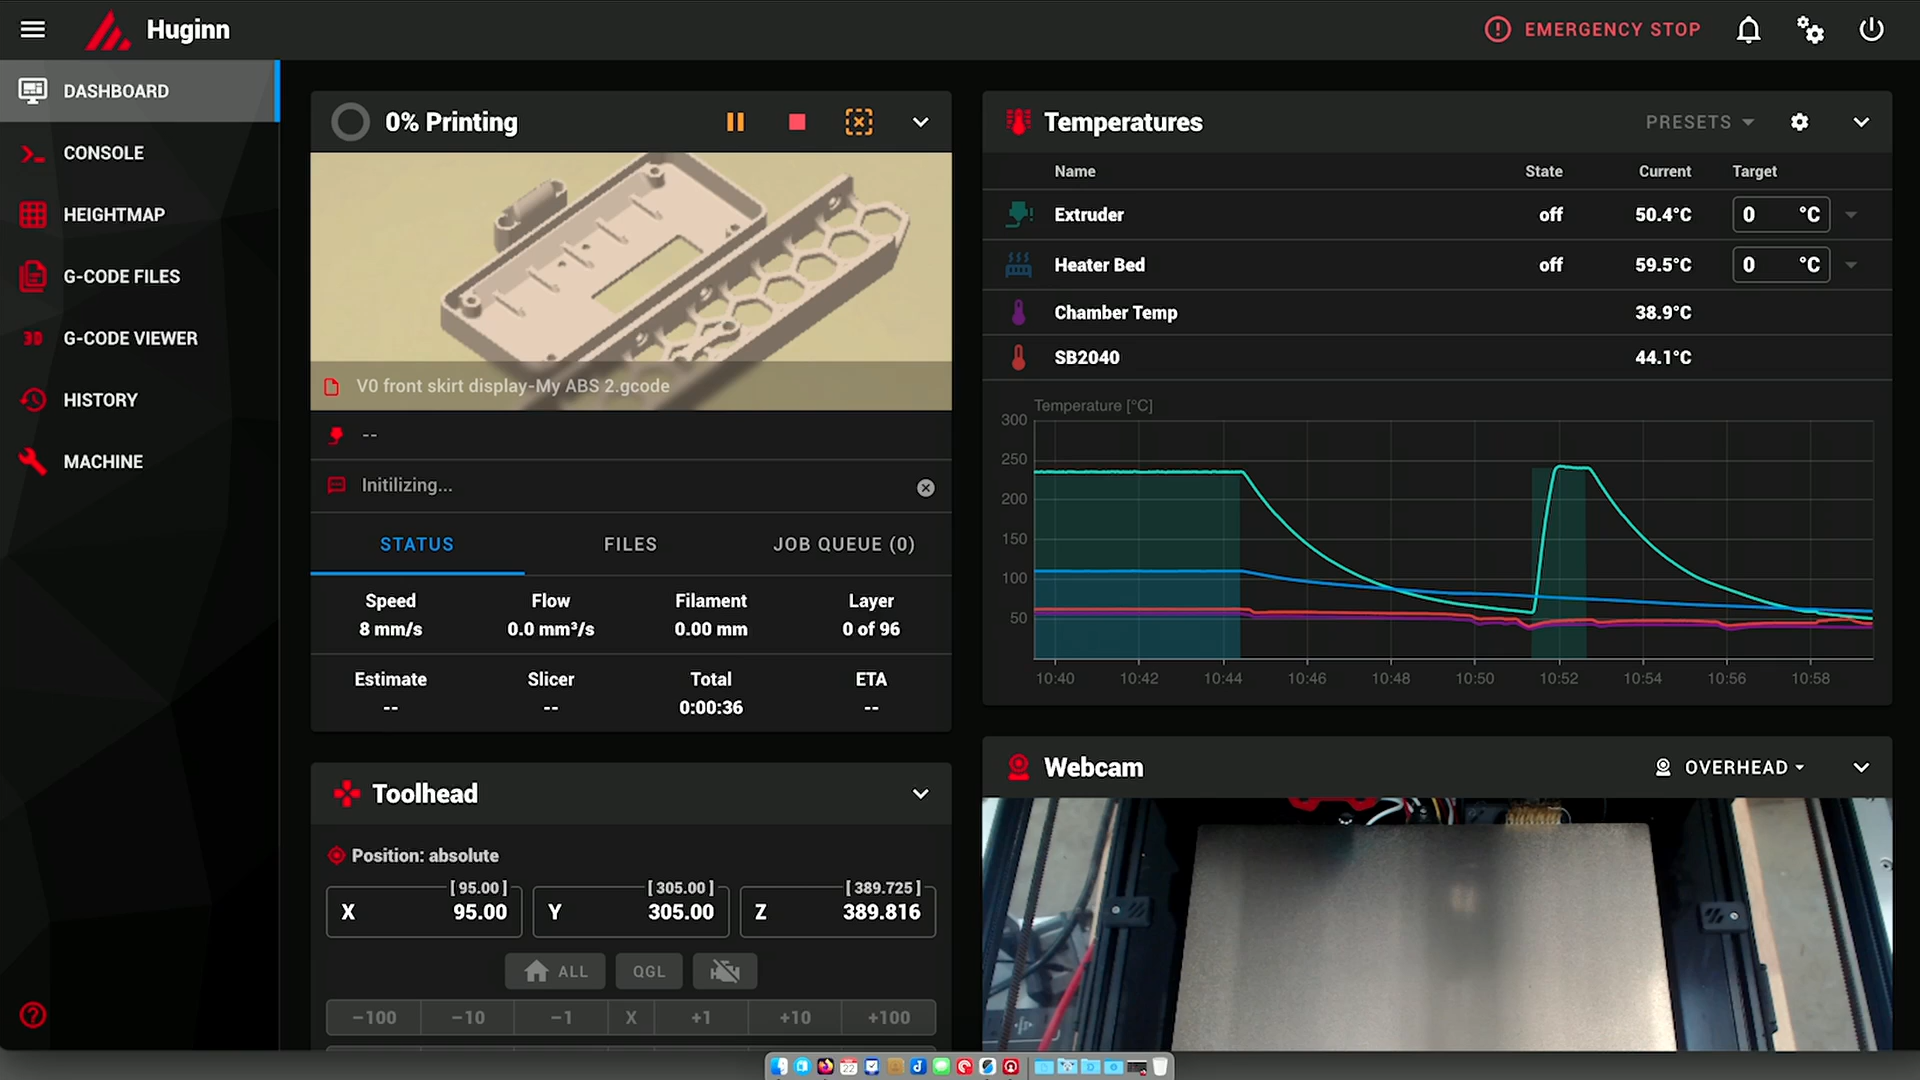 Huginn
EMERGENCY STOP
DASHBOARD
CONSOLE
HEIGHTMAP
G-CODE FILES
3D
G-CODE VIEWER
HISTORY
MACHINE
0% Printing
V0 front skirt display-My ABS 2.gcode
--
Initilizing...
STATUS FILES JOB QUEUE (0)
Speed Flow Filament Layer
8 mm/s 0.0 mm³/s 0.00 mm 0 of 96
Estimate Slicer Total ETA
-- -- 0:00:36 --
Toolhead
Position: absolute
[ 95.00 ] [ 305.00 ] [ 389.725 ]
X 95.00 Y 305.00 Z 389.816
ALL QGL
−100 −10 −1 X +1 +10 +100
Temperatures
PRESETS
Name State Current Target
Extruder off 50.4°C 0 °C
Heater Bed off 59.5°C 0 °C
Chamber Temp 38.9°C
SB2040 44.1°C
Temperature [°C]
300
250
200
150
100
50
10:40 10:42 10:44 10:46 10:48 10:50 10:52 10:54 10:56 10:58
Webcam
OVERHEAD
22